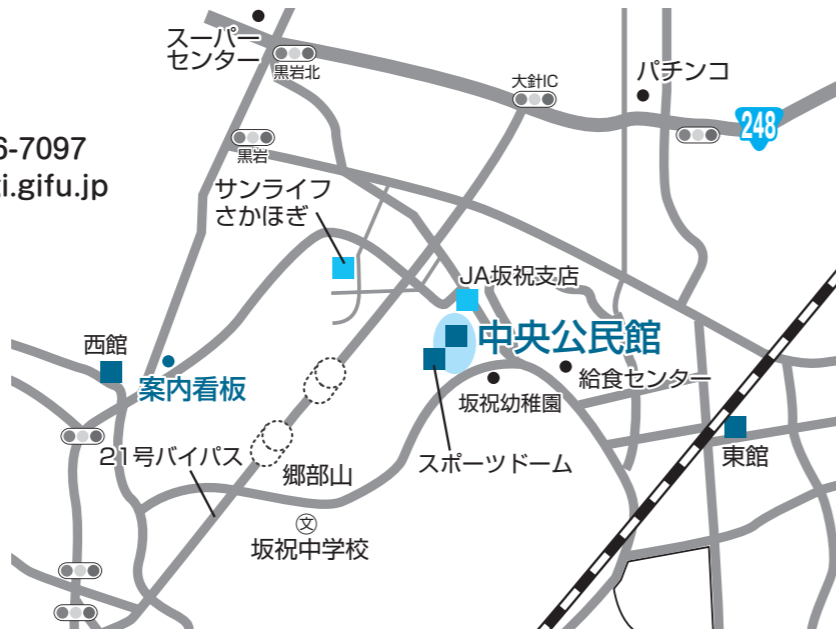 スーパー
センター
黒岩北
大針IC
パチンコ
248
6-7097
i.gifu.jp
黒岩
サンライフ
さかほぎ
JA坂祝支店
中央公民館
西館
案内看板
給食センター
坂祝幼稚園
21号バイパス
郷部山
スポーツドーム
東館
文
坂祝中学校